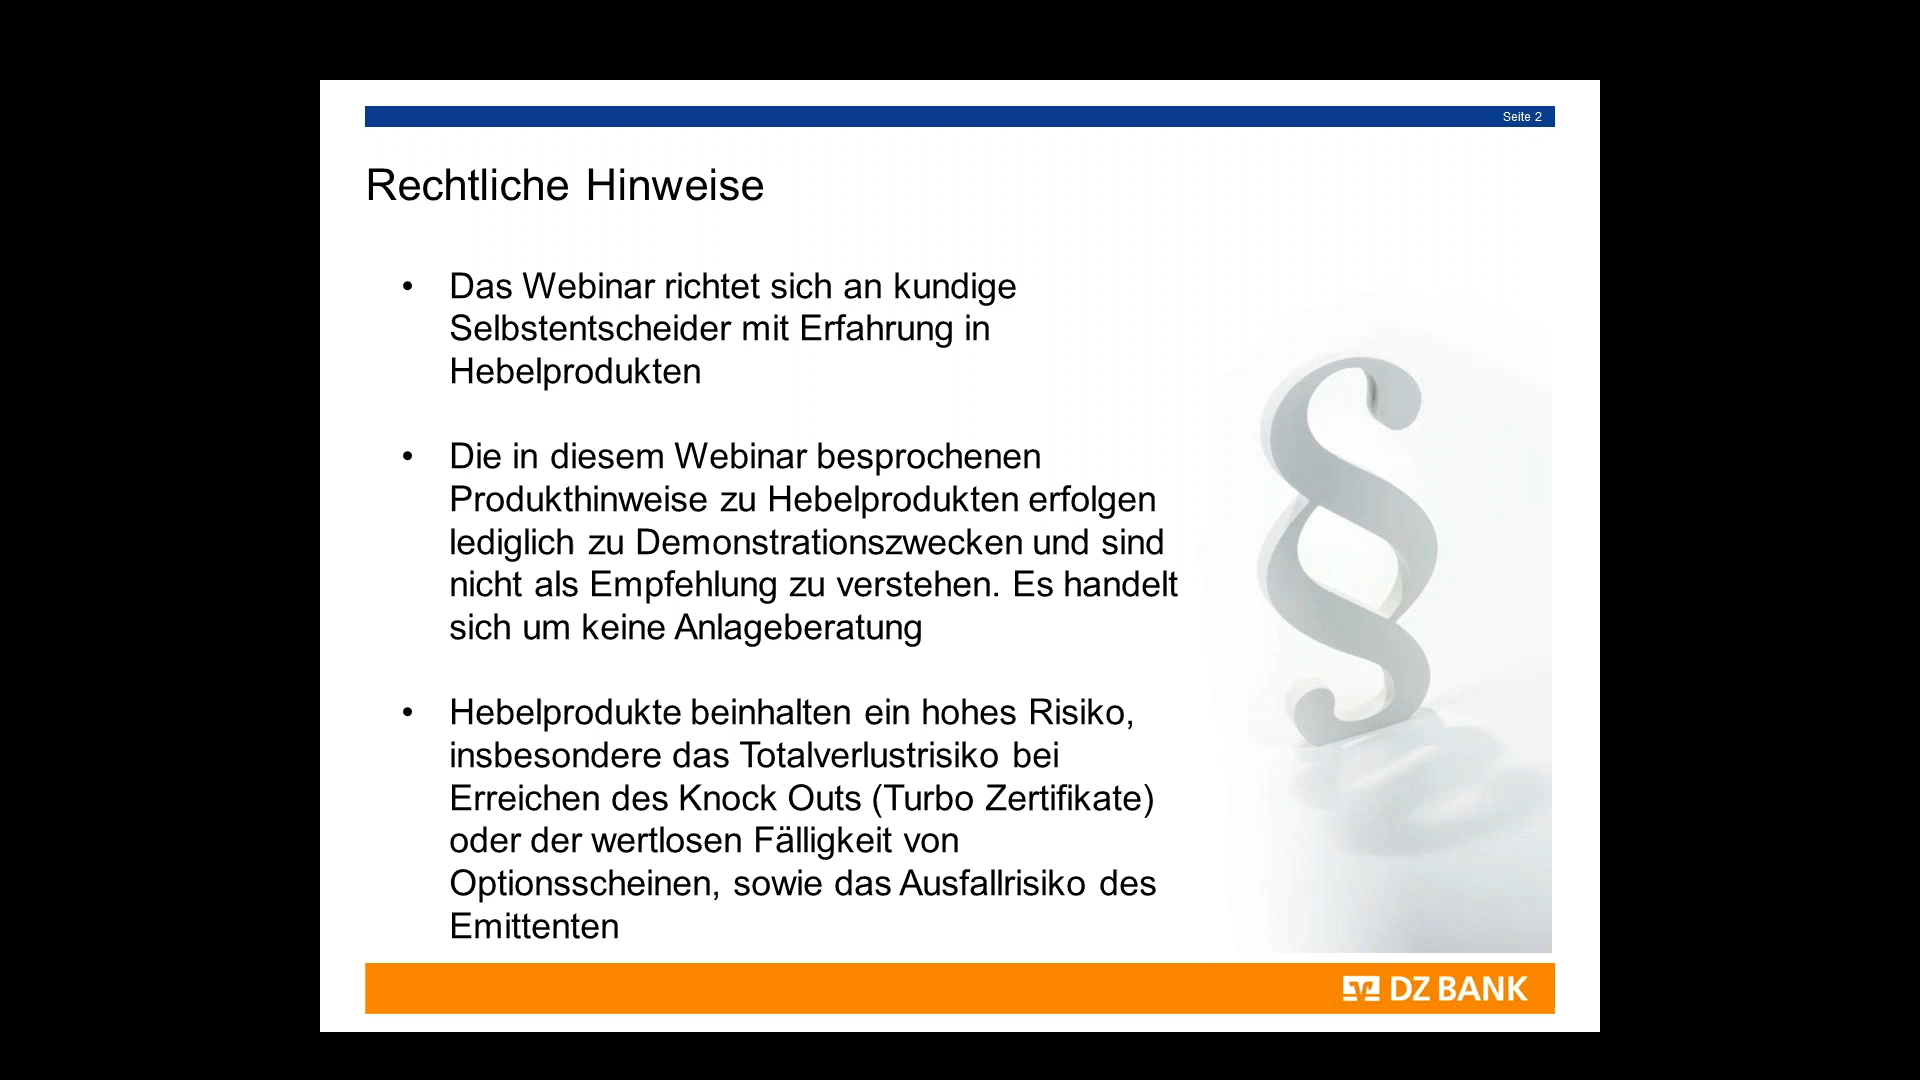 Seite 2
Rechtliche Hinweise
• Das Webinar richtet sich an kundige
Selbstentscheider mit Erfahrung in
Hebelprodukten
• Die in diesem Webinar besprochenen
Produkthinweise zu Hebelprodukten erfolgen
lediglich zu Demonstrationszwecken und sind
nicht als Empfehlung zu verstehen. Es handelt
sich um keine Anlageberatung
• Hebelprodukte beinhalten ein hohes Risiko,
insbesondere das Totalverlustrisiko bei
Erreichen des Knock Outs (Turbo Zertifikate)
oder der wertlosen Fälligkeit von
Optionsscheinen, sowie das Ausfallrisiko des
Emittenten
§
DZ BANK